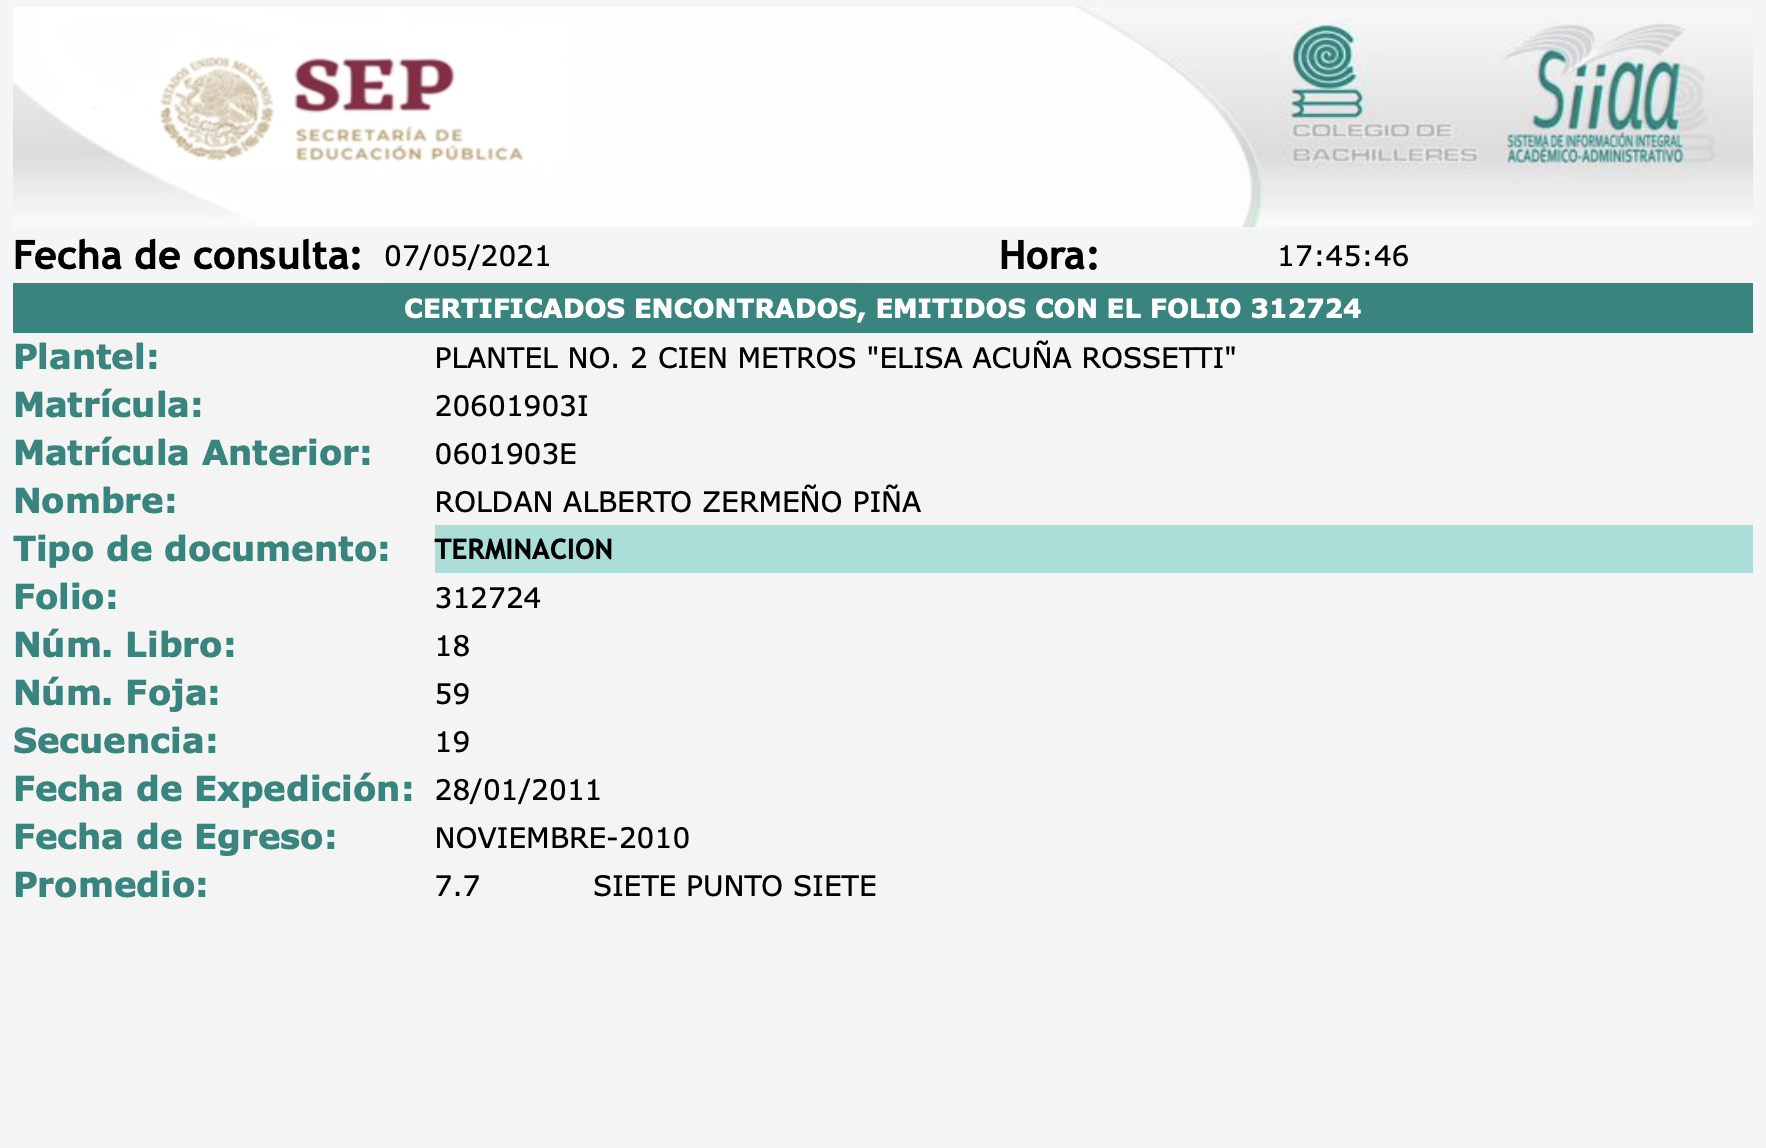 ESTADOS UNIDOS MEXICANOS
SEP
SECRETARÍA DE
EDUCACIÓN PÚBLICA
COLEGIO DE
BACHILLERES
Siiaa
SISTEMA DE INFORMACIÓN INTEGRAL
ACADÉMICO-ADMINISTRATIVO
Fecha de consulta: 07/05/2021 Hora: 17:45:46
CERTIFICADOS ENCONTRADOS, EMITIDOS CON EL FOLIO 312724
Plantel: PLANTEL NO. 2 CIEN METROS "ELISA ACUÑA ROSSETTI"
Matrícula: 20601903I
Matrícula Anterior: 0601903E
Nombre: ROLDAN ALBERTO ZERMEÑO PIÑA
Tipo de documento: TERMINACION
Folio: 312724
Núm. Libro: 18
Núm. Foja: 59
Secuencia: 19
Fecha de Expedición: 28/01/2011
Fecha de Egreso: NOVIEMBRE-2010
Promedio: 7.7 SIETE PUNTO SIETE